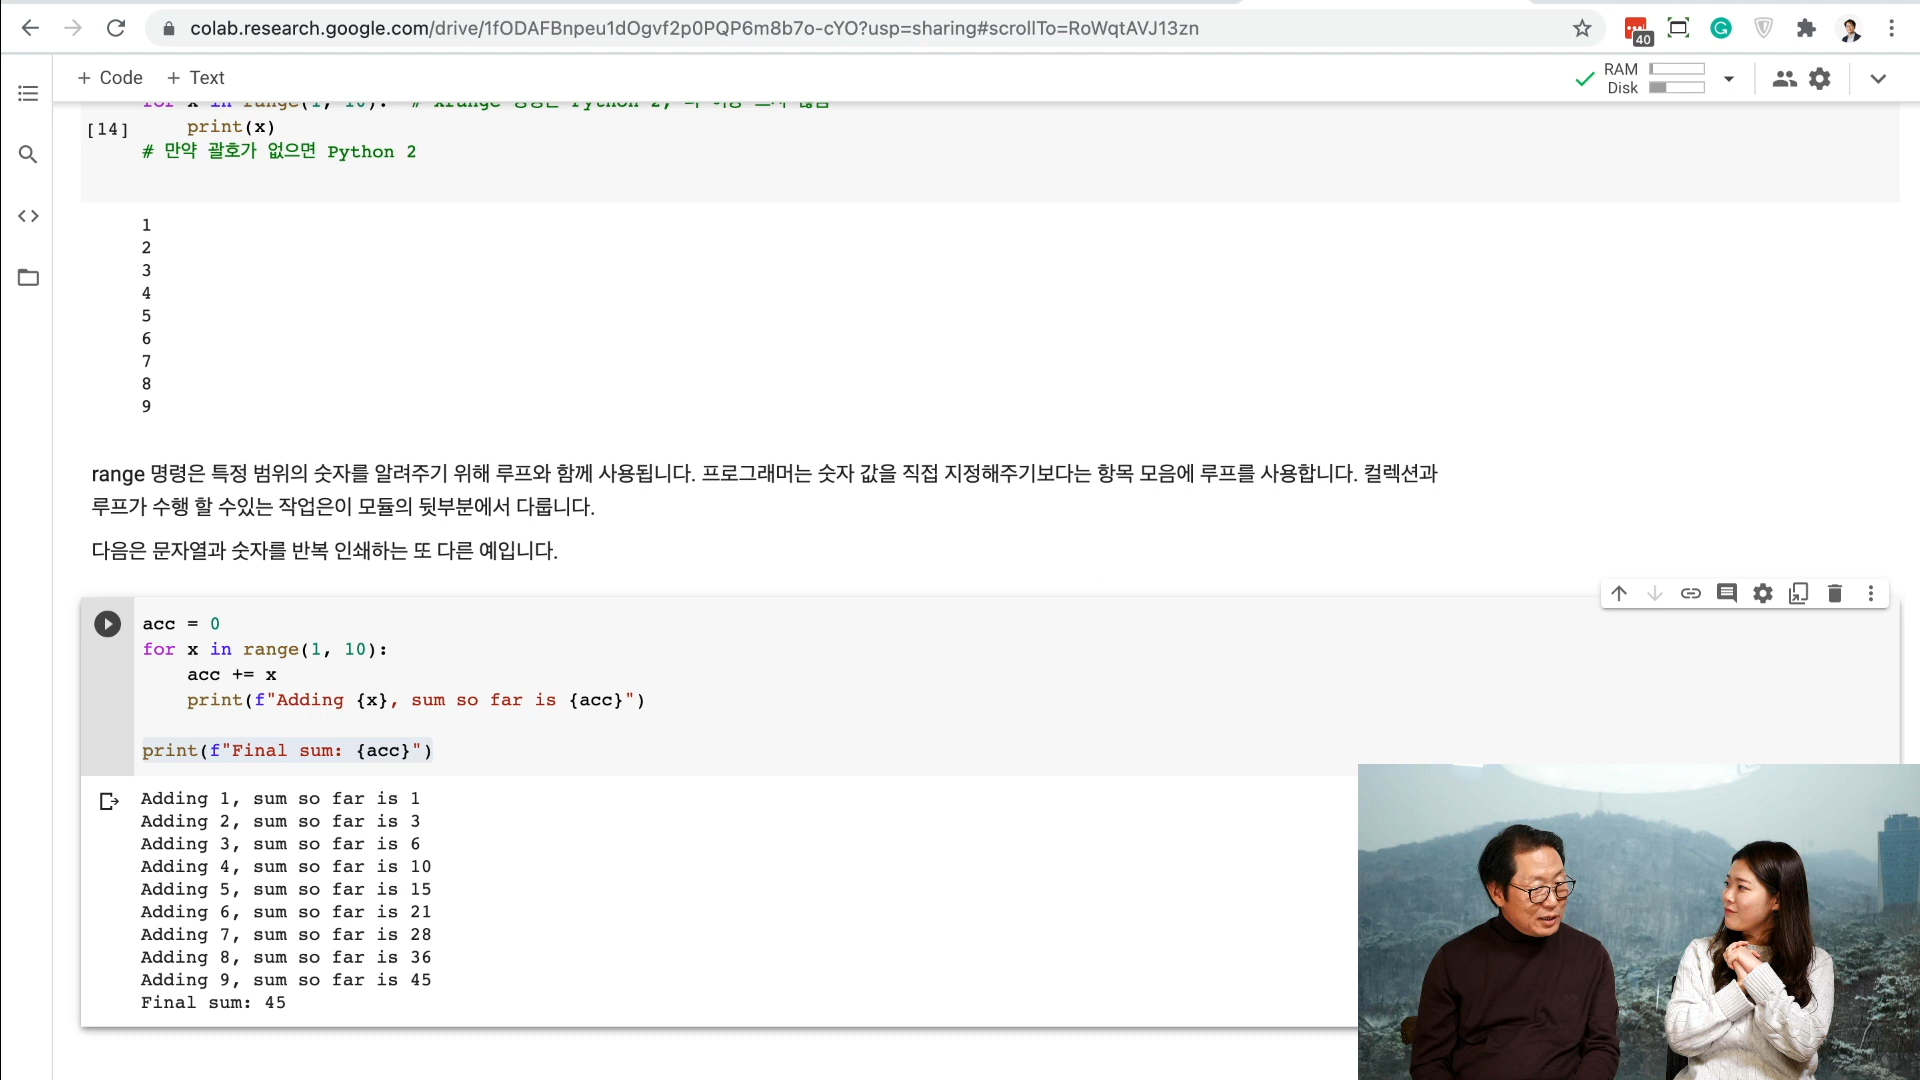 colab.research.google.com/drive/1fODAFBnpeu1dOgvf2p0PQP6m8b7o-cYO?usp=sharing#scrollTo=RoWqtAVJ13zn
40
+ Code + Text
RAM
Disk
for x in range(1, 10): # xrange
[14] print(x)
# 만약 괄호가 없으면 Python 2
1
2
3
4
5
6
7
8
9
range 명령은 특정 범위의 숫자를 알려주기 위해 루프와 함께 사용됩니다. 프로그래머는 숫자 값을 직접 지정해주기보다는 항목 모음에 루프를 사용합니다. 컬렉션과
루프가 수행 할 수있는 작업은이 모듈의 뒷부분에서 다룹니다.
다음은 문자열과 숫자를 반복 인쇄하는 또 다른 예입니다.
acc = 0
for x in range(1, 10):
acc += x
print(f"Adding {x}, sum so far is {acc}")
print(f"Final sum: {acc}")
Adding 1, sum so far is 1
Adding 2, sum so far is 3
Adding 3, sum so far is 6
Adding 4, sum so far is 10
Adding 5, sum so far is 15
Adding 6, sum so far is 21
Adding 7, sum so far is 28
Adding 8, sum so far is 36
Adding 9, sum so far is 45
Final sum: 45